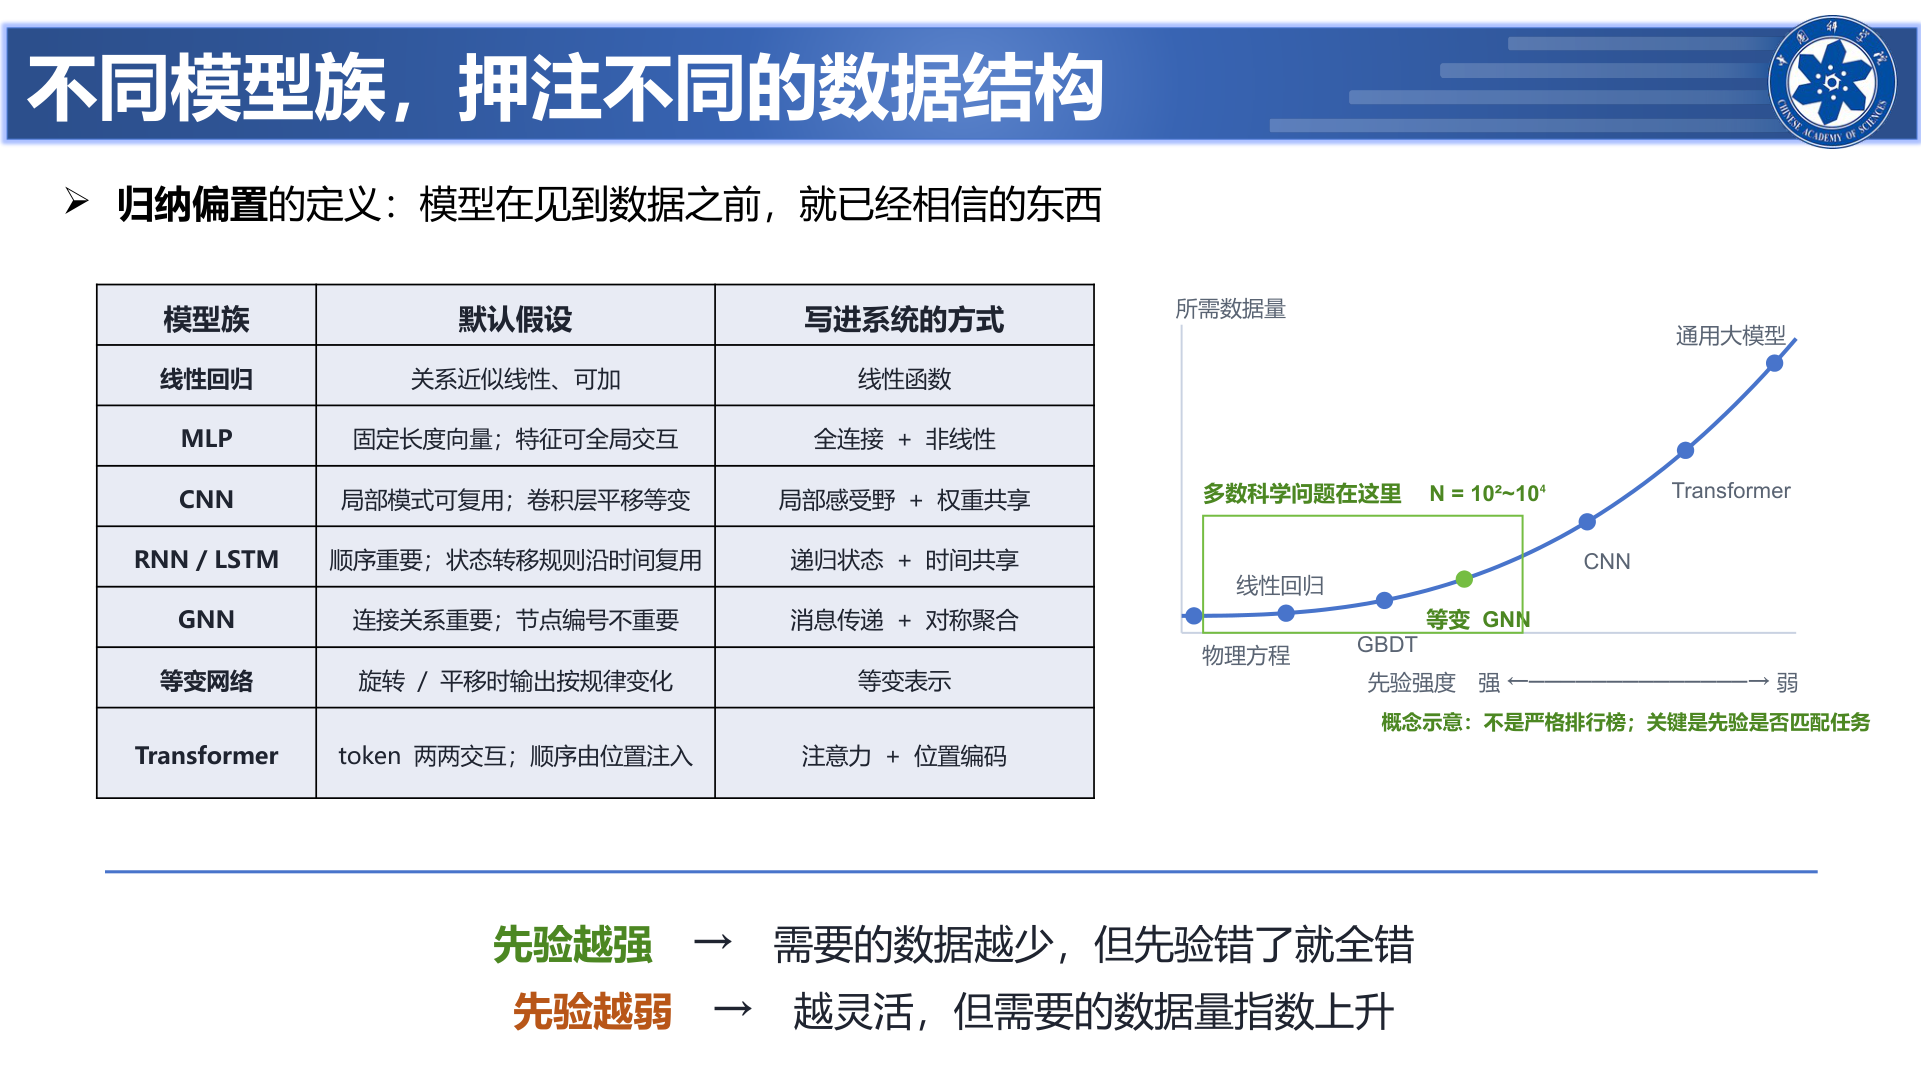 不同模型族，押注不同的数据结构
中国科学院
CHINESE ACADEMY OF SCIENCES
➢ 归纳偏置的定义：模型在见到数据之前，就已经相信的东西
模型族 默认假设 写进系统的方式
线性回归 关系近似线性、可加 线性函数
MLP 固定长度向量；特征可全局交互 全连接 + 非线性
CNN 局部模式可复用；卷积层平移等变 局部感受野 + 权重共享
RNN / LSTM 顺序重要；状态转移规则沿时间复用 递归状态 + 时间共享
GNN 连接关系重要；节点编号不重要 消息传递 + 对称聚合
等变网络 旋转 / 平移时输出按规律变化 等变表示
Transformer token 两两交互；顺序由位置注入 注意力 + 位置编码
所需数据量
通用大模型
多数科学问题在这里 N = 10²~10⁴
Transformer
CNN
线性回归
等变 GNN
GBDT
物理方程
先验强度 强 ←——————————→ 弱
概念示意：不是严格排行榜；关键是先验是否匹配任务
先验越强 → 需要的数据越少，但先验错了就全错
先验越弱 → 越灵活，但需要的数据量指数上升